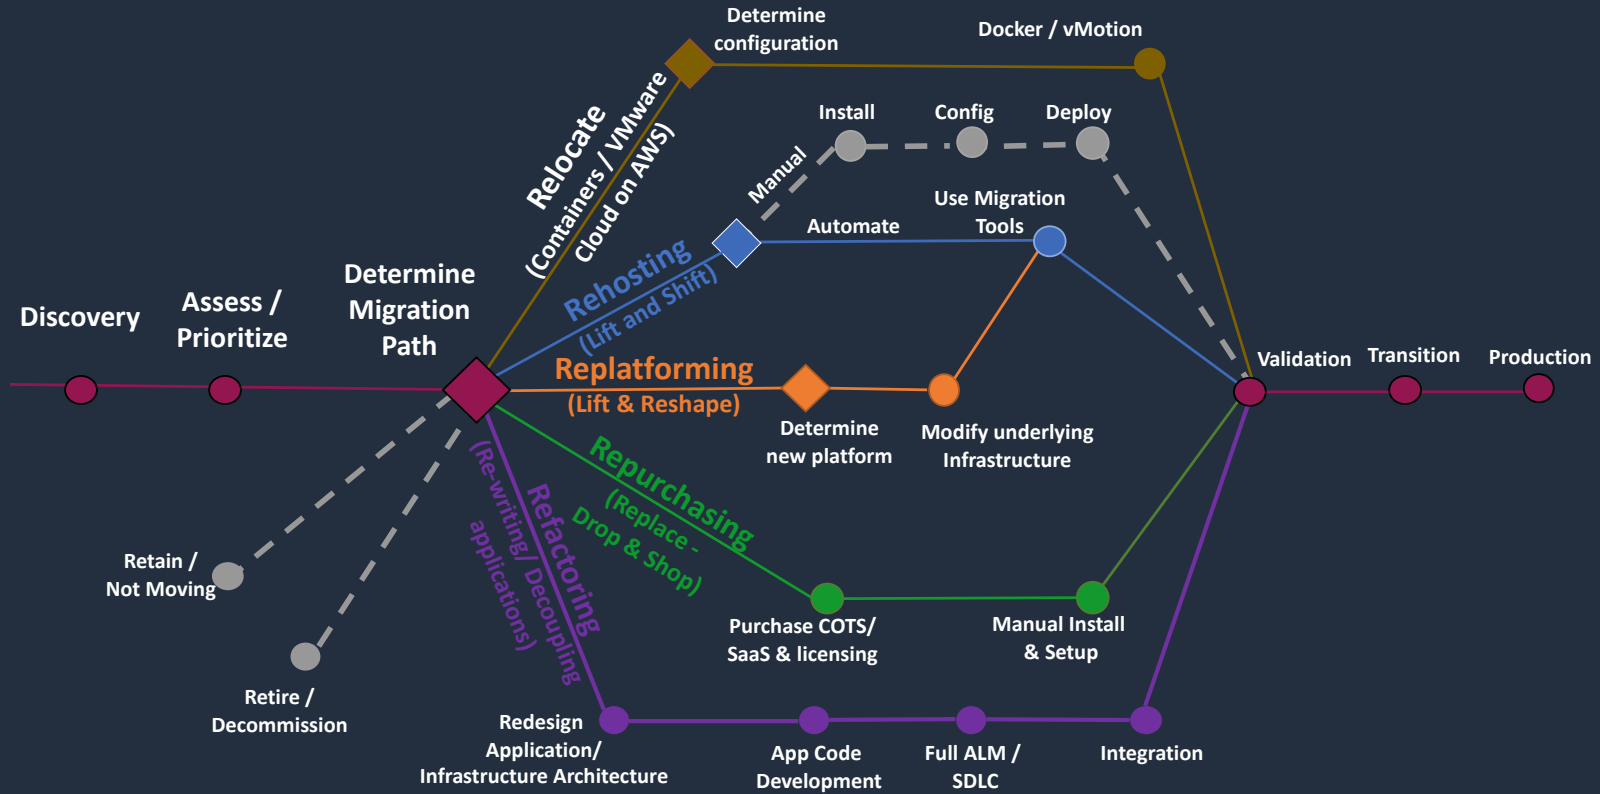 Determine
configuration
Docker / vMotion
Relocate
(Containers / VMware
Cloud on AWS)
Install
Config
Deploy
Manual
Automate
Use Migration
Tools
Rehosting
(Lift and Shift)
Discovery
Assess /
Prioritize
Determine
Migration
Path
Replatforming
(Lift & Reshape)
Determine
new platform
Modify underlying
Infrastructure
Validation
Transition
Production
Repurchasing
(Replace -
Drop & Shop)
Refactoring
(Re-writing/ Decoupling
applications)
Retain /
Not Moving
Retire /
Decommission
Purchase COTS/
SaaS & licensing
Manual Install
& Setup
Redesign
Application/
Infrastructure Architecture
App Code
Development
Full ALM /
SDLC
Integration